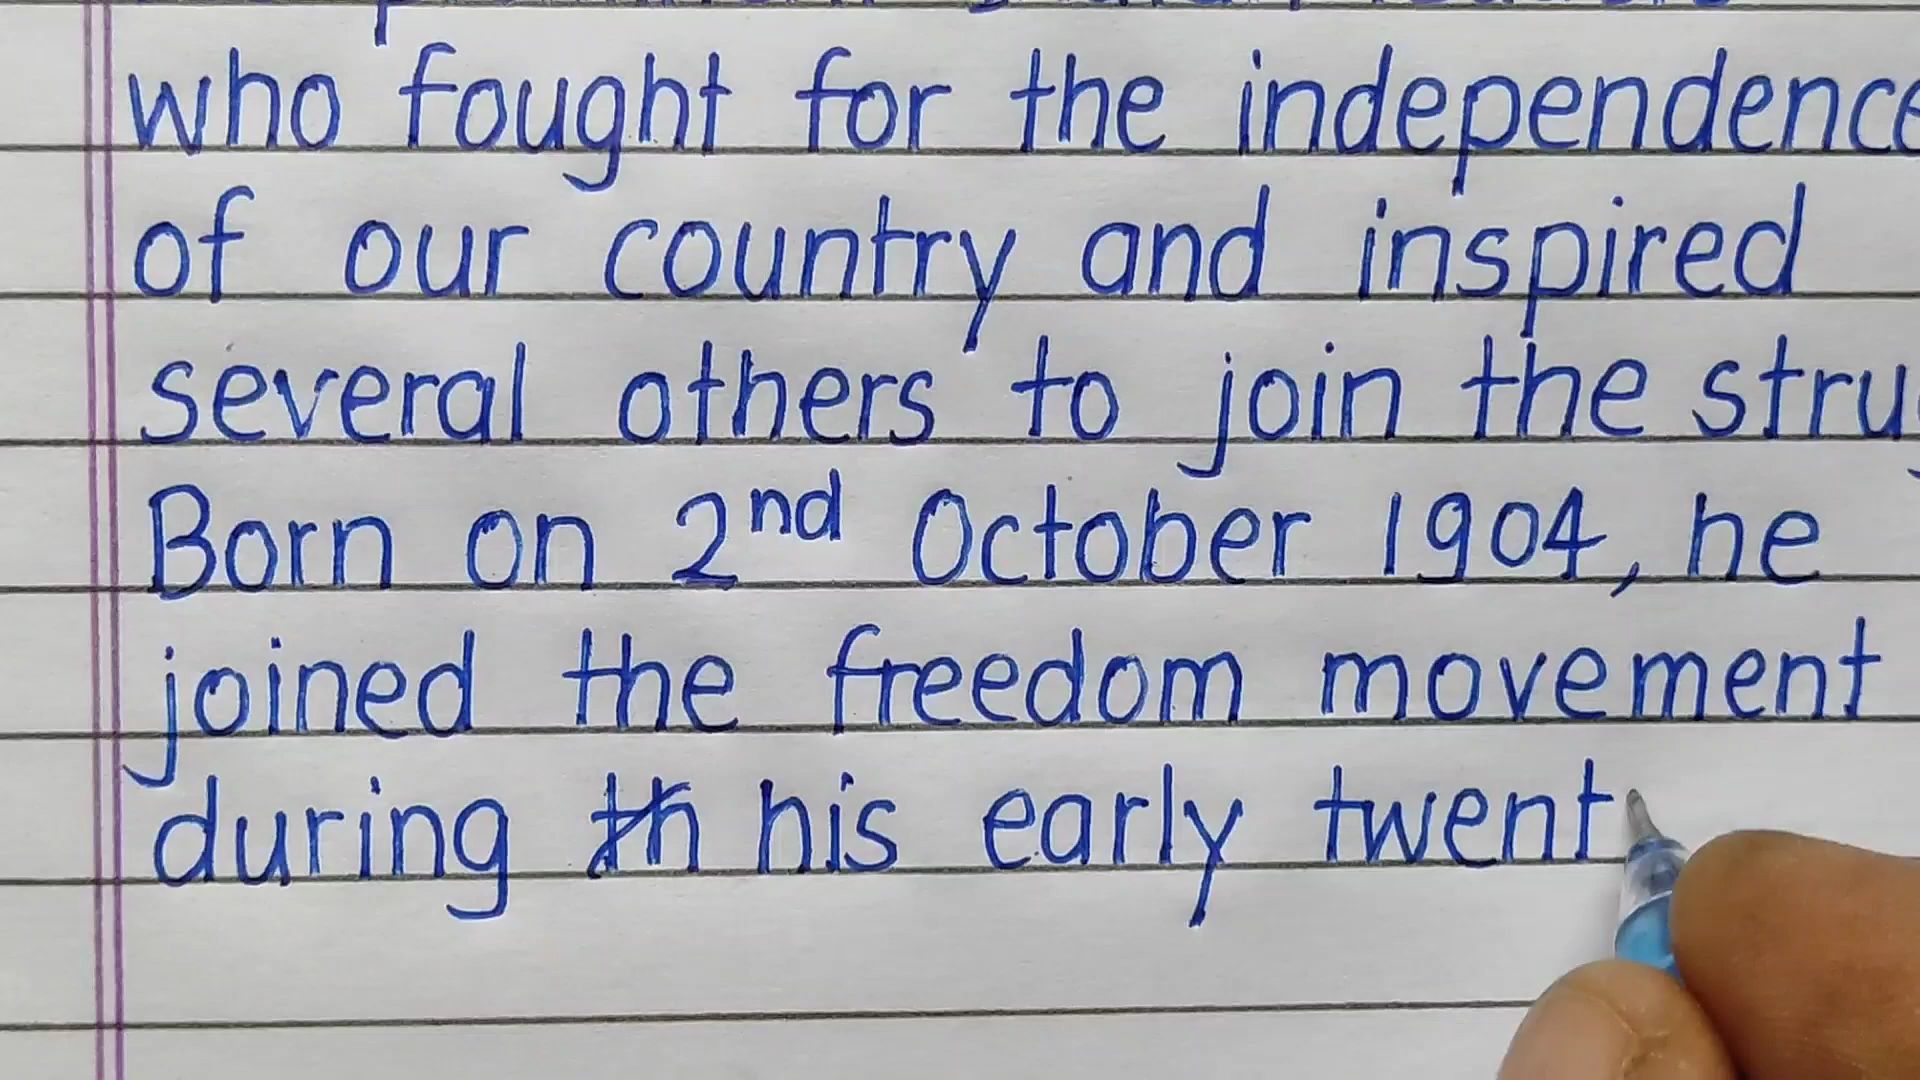 who fought for the independence
of our country and inspired
several others to join the stru
Born on 2nd October 1904, he
joined the freedom movement
during th his early twent